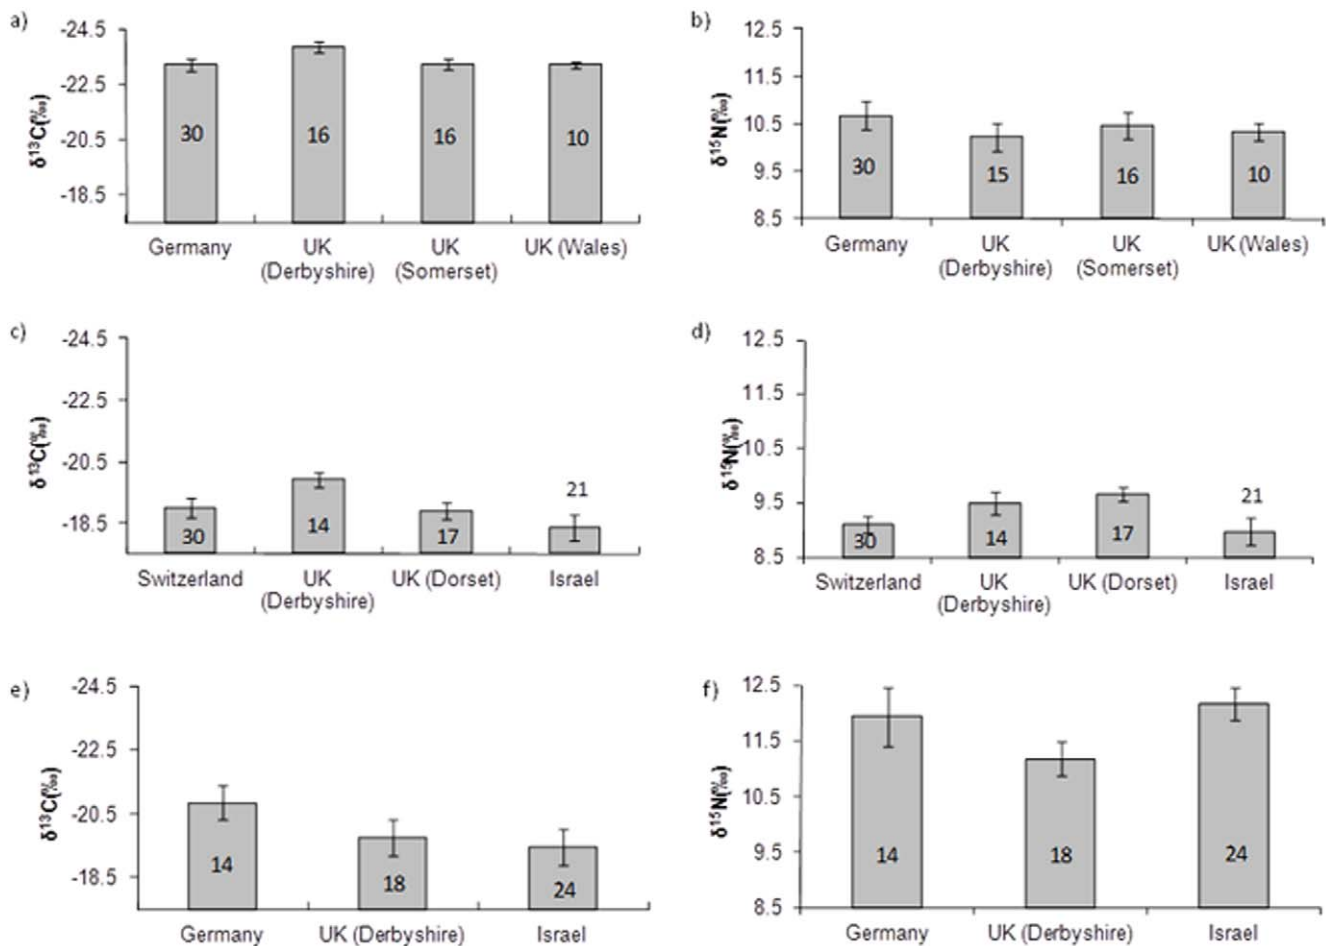 a)
-24.5
-22.5
-20.5
-18.5
δ¹³C(‰)
30
16
16
10
Germany
UK
(Derbyshire)
UK
(Somerset)
UK (Wales)
b)
12.5
11.5
10.5
9.5
8.5
δ¹⁵N(‰)
30
15
16
10
Germany
UK
(Derbyshire)
UK
(Somerset)
UK (Wales)
c)
-24.5
-22.5
-20.5
-18.5
δ¹³C(‰)
30
14
17
21
Switzerland
UK
(Derbyshire)
UK (Dorset)
Israel
d)
12.5
11.5
10.5
9.5
8.5
δ¹⁵N(‰)
30
14
17
21
Switzerland
UK
(Derbyshire)
UK (Dorset)
Israel
e)
-24.5
-22.5
-20.5
-18.5
δ¹³C(‰)
14
18
24
Germany
UK (Derbyshire)
Israel
f)
12.5
11.5
10.5
9.5
8.5
δ¹⁵N(‰)
14
18
24
Germany
UK (Derbyshire)
Israel